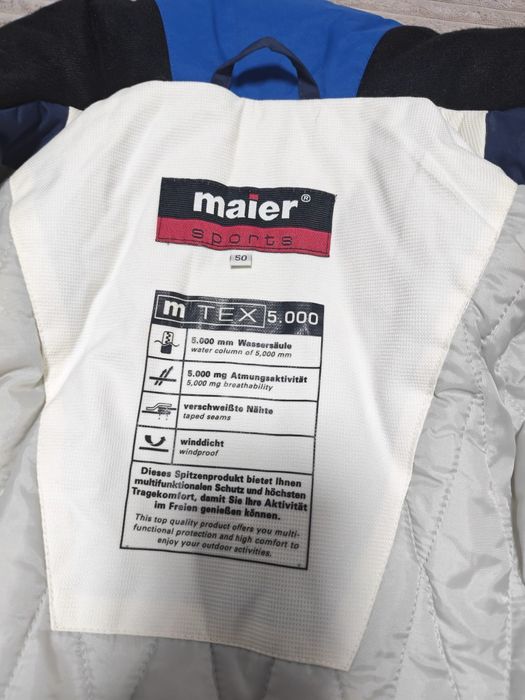 maier®
sports
50
m TEX 5.000
5.000 mm Wassersäule
water column of 5,000 mm
5.000 mg Atmungsaktivität
5,000 mg breathability
verschweißte Nähte
taped seams
winddicht
windproof
Dieses Spitzenprodukt bietet Ihnen
multifunktionalen Schutz und höchsten
Tragekomfort, damit Sie Ihre Aktivität
im Freien genießen können.
This top quality product offers you multi-
functional protection and high comfort to
enjoy your outdoor activities.